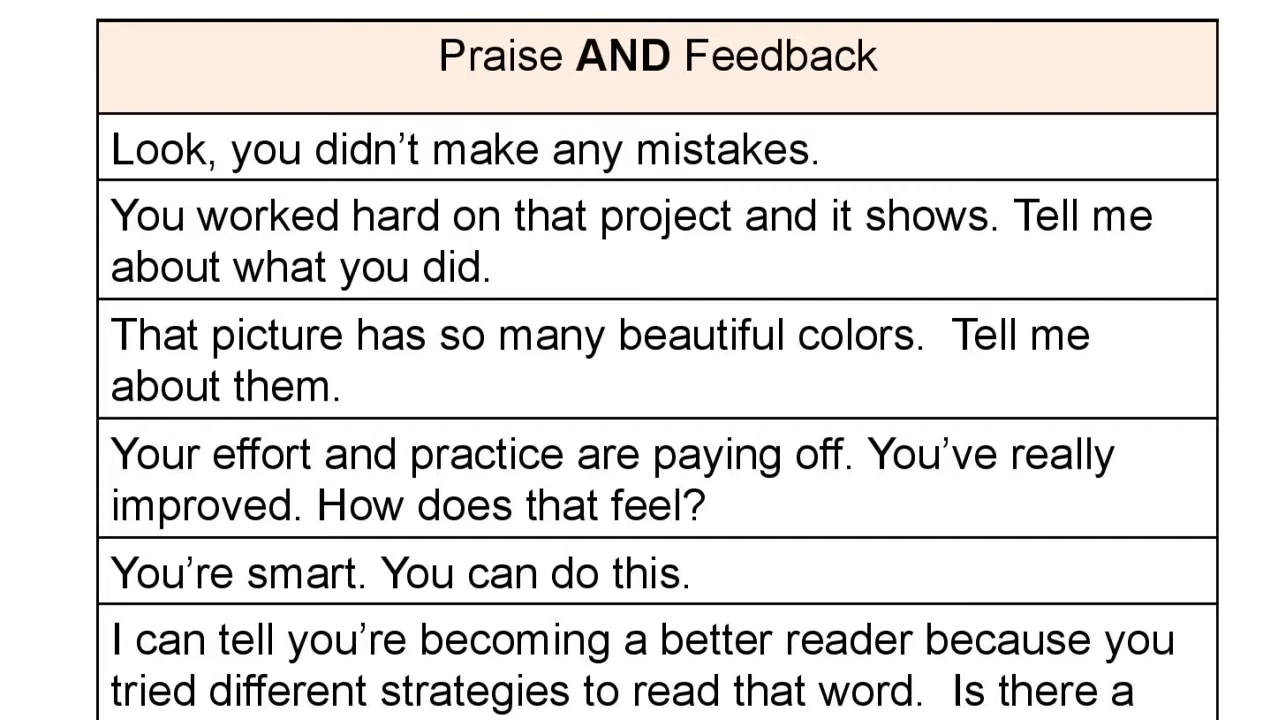 Praise AND Feedback
Look, you didn’t make any mistakes.
You worked hard on that project and it shows. Tell me
about what you did.
That picture has so many beautiful colors.  Tell me
about them.
Your effort and practice are paying off. You’ve really
improved. How does that feel?
You’re smart. You can do this.
I can tell you’re becoming a better reader because you
tried different strategies to read that word.  Is there a